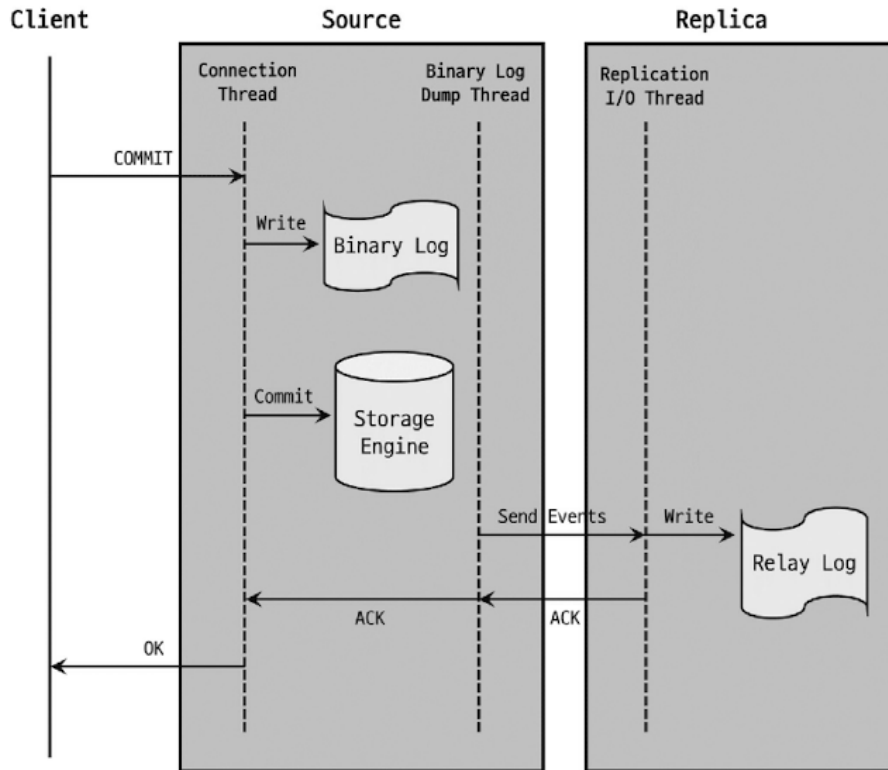 Client
Source
Replica
Connection
Thread
Binary Log
Dump Thread
Replication
I/O Thread
COMMIT
Write
Binary Log
Commit
Storage
Engine
Send Events
Write
Relay Log
ACK
ACK
OK